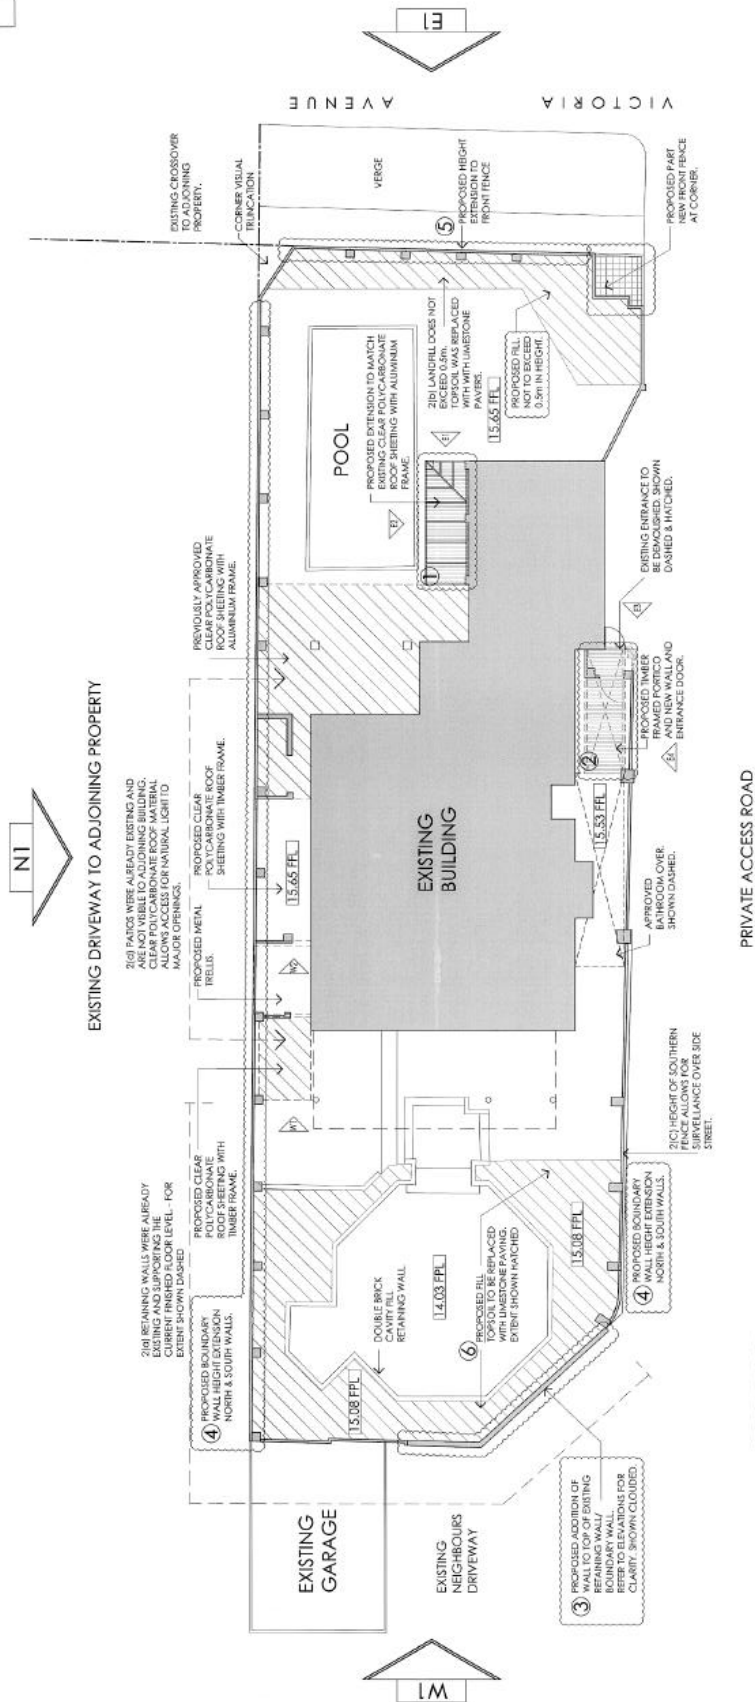 N1
EXISTING DRIVEWAY TO ADJOINING PROPERTY
2(a) RETAINING WALLS WERE ALREADY
EXISTING AND SUPPORTING THE
CURRENT FINISHED FLOOR LEVEL - FOR
EXTENT SHOWN DASHED
2(d) PATIOS WERE ALREADY EXISTING AND
ARE NOT VISIBLE TO ADJOINING BUILDING.
CLEAR POLYCARBONATE ROOF MATERIAL
ALLOWS ACCESS FOR NATURAL LIGHT TO
MAJOR OPENINGS.
4
PROPOSED BOUNDARY
WALL HEIGHT EXTENSION
NORTH & SOUTH WALLS.
PROPOSED CLEAR
POLYCARBONATE
ROOF SHEETING WITH
TIMBER FRAME.
PROPOSED METAL
TRELLIS.
PROPOSED CLEAR
POLYCARBONATE ROOF
SHEETING WITH TIMBER FRAME.
PREVIOUSLY APPROVED
CLEAR POLYCARBONATE
ROOF SHEETING WITH
ALUMINIUM FRAME.
EXISTING CROSSOVER
TO ADJOINING
PROPERTY.
CORNER VISUAL
TRUNCATION
VERGE
VICTORIA AVENUE
E1
W1
W1
W2
15.65 FFL
POOL
PROPOSED EXTENSION TO MATCH
EXISTING CLEAR POLYCARBONATE
ROOF SHEETING WITH ALUMINUM
FRAME.
E2
1
E1
2(b) LANDFILL DOES NOT
EXCEED 0.5m.
TOPSOIL WAS REPLACED
WITH WITH LIMESTONE
PAVERS.
15.65 FFL
PROPOSED FILL.
NOT TO EXCEED
0.5m IN HEIGHT.
5
PROPOSED HEIGHT
EXTENSION TO
FRONT FENCE
PROPOSED PART
NEW FRONT FENCE
AT CORNER.
EXISTING
GARAGE
EXISTING
NEIGHBOURS
DRIVEWAY
15.08 FPL
DOUBLE BRICK
CAVITY FILL
RETAINING WALL
14.03 FPL
6
PROPOSED FILL
TOPSOIL TO BE REPLACED
WITH LIMESTONE PAVING.
EXTENT SHOWN HATCHED
15.08 FPL
EXISTING
BUILDING
2
15.53 FFL
PROPOSED TIMBER
FRAMED PORTICO
AND NEW WALL AND
ENTRANCE DOOR.
E4
E3
EXISTING ENTRANCE TO
BE DEMOLISHED. SHOWN
DASHED & HATCHED.
APPROVED
BATHROOM OVER.
SHOWN DASHED.
2(C) HEIGHT OF SOUTHERN
FENCE ALLOWS FOR
SURVEILLANCE OVER SIDE
STREET.
4
PROPOSED BOUNDARY
WALL HEIGHT EXTENSION
NORTH & SOUTH WALLS.
3
PROPOSED ADDITION OF
WALL TO TOP OF EXISTING
RETAINING WALL/
BOUNDARY WALL.
REFER TO ELEVATIONS FOR
CLARITY. SHOWN CLOUDED.
PRIVATE ACCESS ROAD